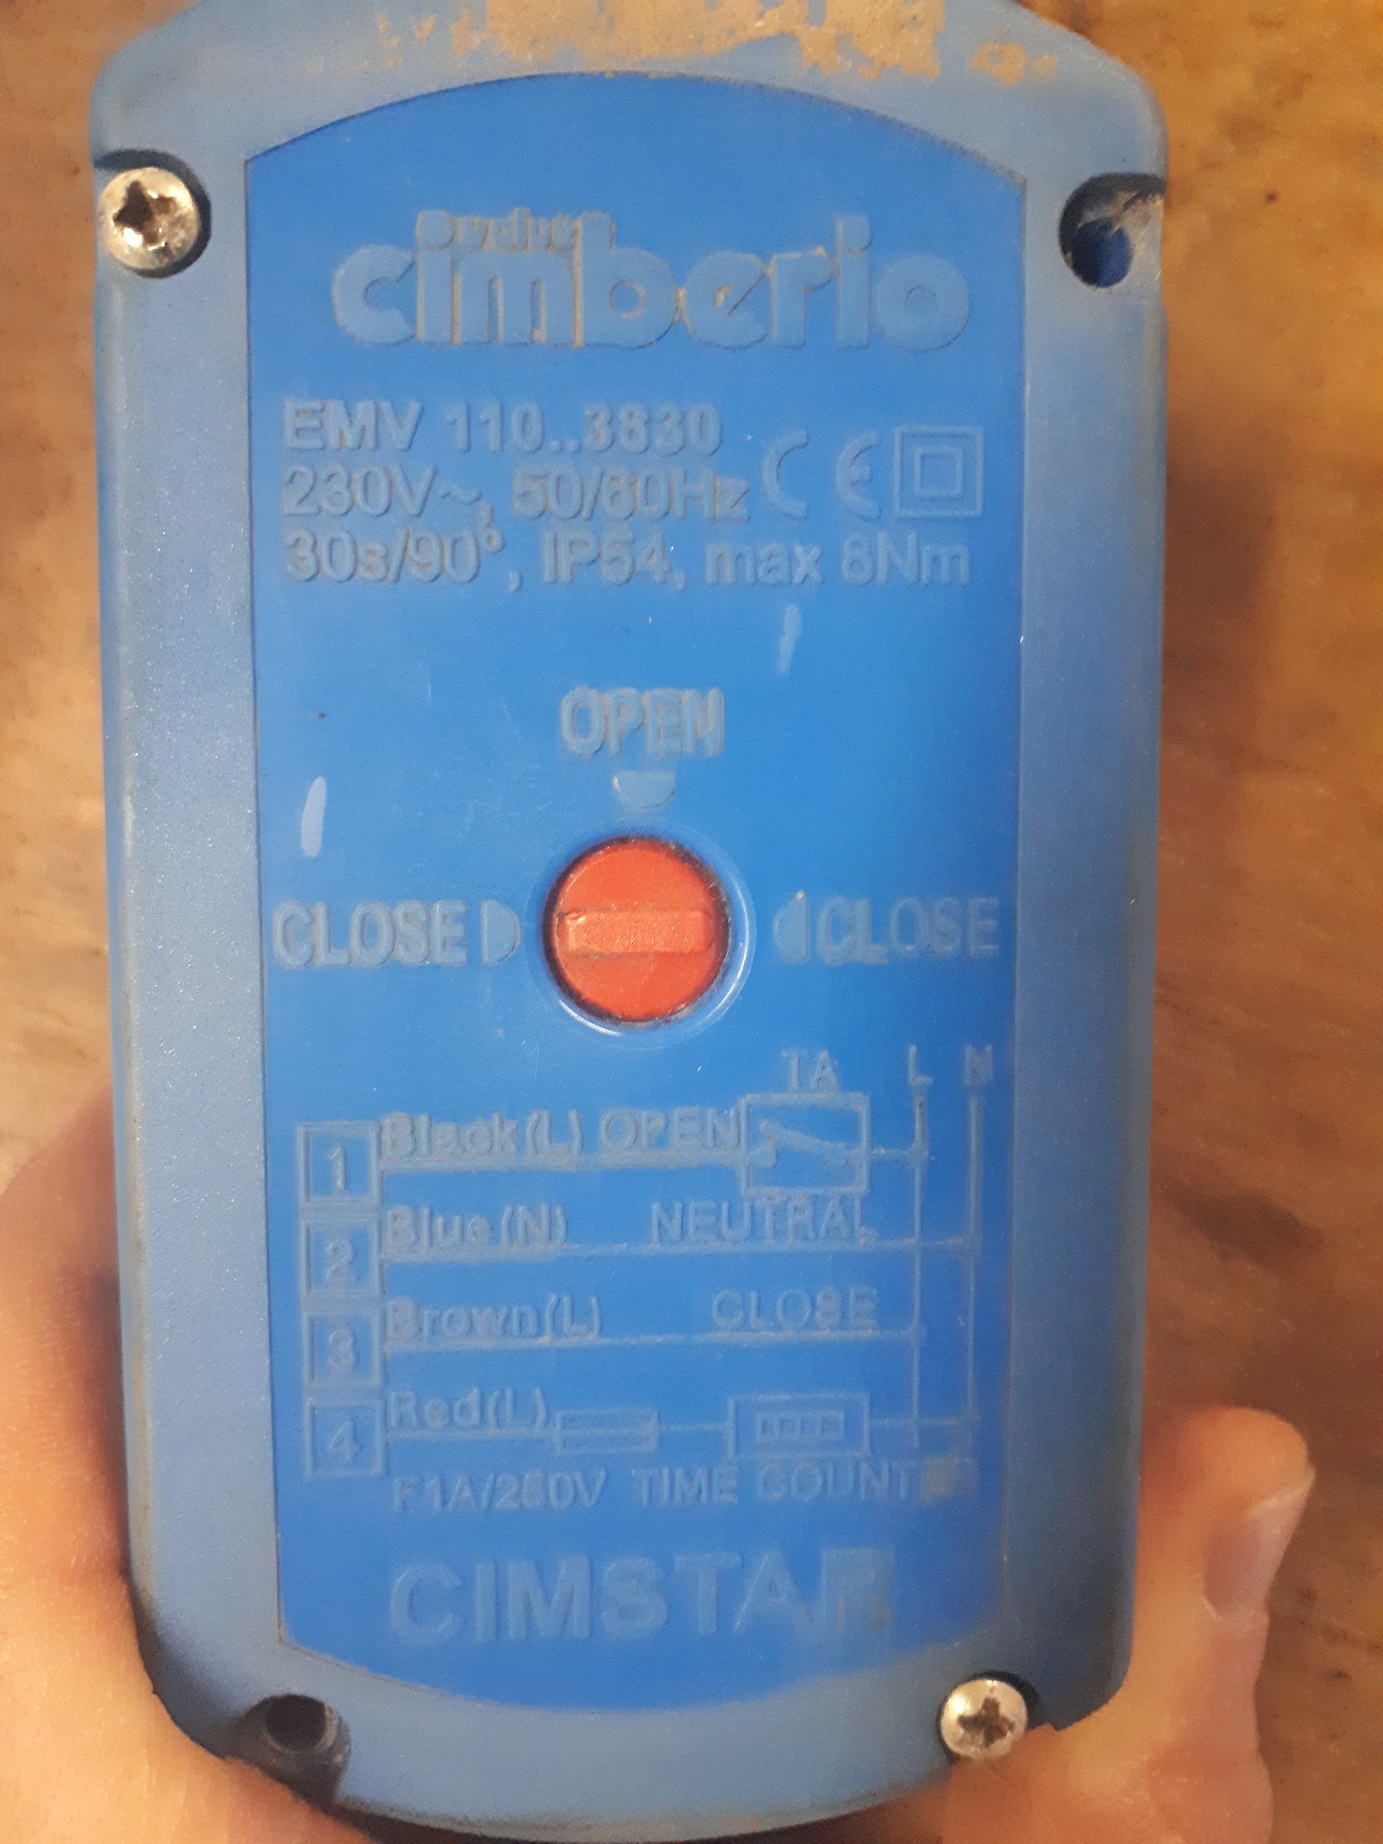 cimberio
EMV 110..3830
230V~, 50/60Hz CE
30s/90°, IP54, max 8Nm
OPEN
CLOSE CLOSE
TA L N
1 Black(L) OPEN
2 Blue(N) NEUTRAL
3 Brown(L) CLOSE
4 Red(L)
F1A/250V TIME COUNTER
CIMSTAR